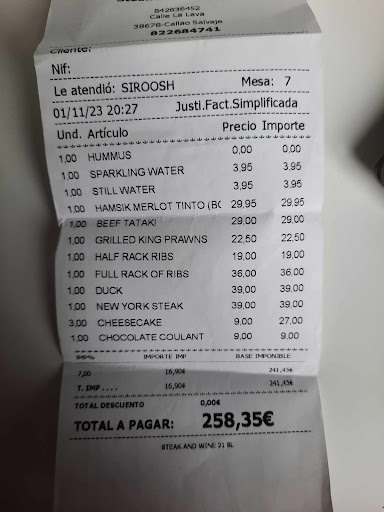 842836452
Calle La Lava
38678-Callao Salvaje
822684741
Cliente:
Nif:
Le atendió: SIROOSH Mesa: 7
01/11/23 20:27 Justi.Fact.Simplificada
Und. Artículo Precio Importe
1,00 HUMMUS 0,00 0,00
1,00 SPARKLING WATER 3,95 3,95
1,00 STILL WATER 3,95 3,95
1,00 HAMSIK MERLOT TINTO (BO 29,95 29,95
1,00 BEEF TATAKI 29,00 29,00
1,00 GRILLED KING PRAWNS 22,50 22,50
1,00 HALF RACK RIBS 19,00 19,00
1,00 FULL RACK OF RIBS 36,00 36,00
1,00 DUCK 39,00 39,00
1,00 NEW YORK STEAK 39,00 39,00
3,00 CHEESECAKE 9,00 27,00
1,00 CHOCOLATE COULANT 9,00 9,00
IMP% IMPORTE IMP BASE IMPONIBLE
7,00 16,90€ 241,45€
T. IMP .... 16,90€ 241,45€
TOTAL DESCUENTO 0,00€
TOTAL A PAGAR: 258,35€
STEAK AND WINE 21 SL